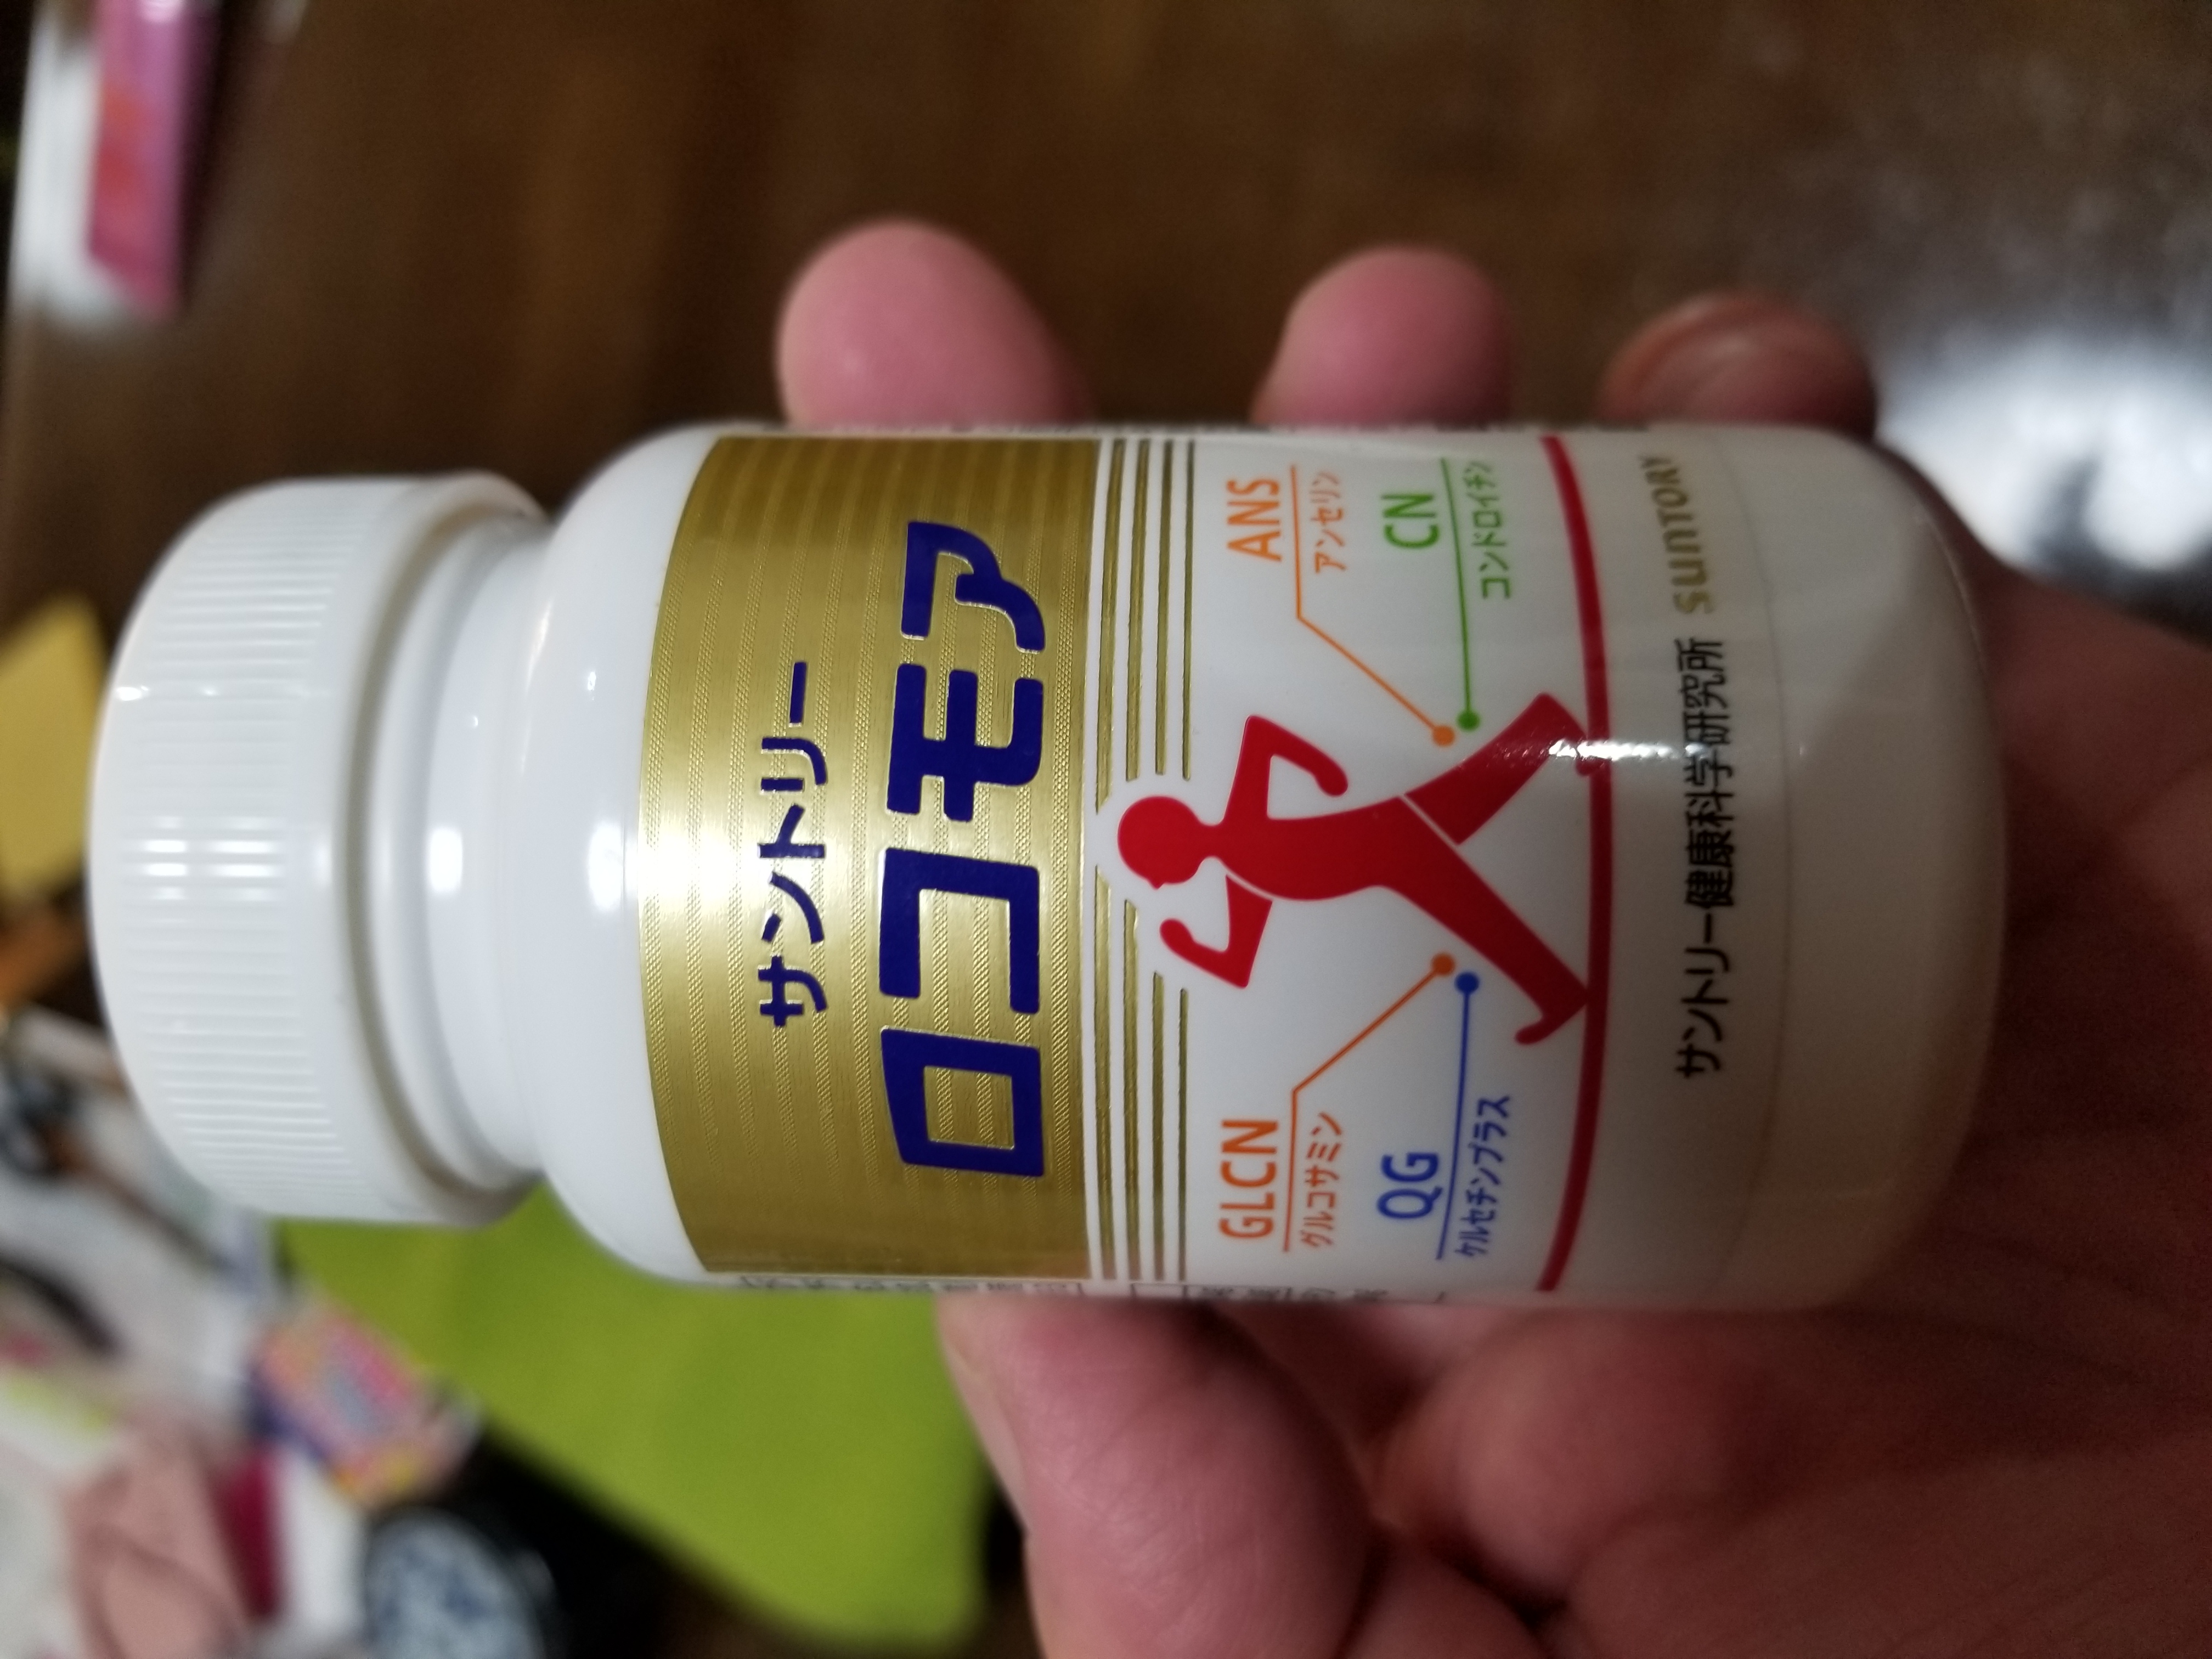 サントリー
ロコモア
GLCN
グルコサミン
QG
ケルセチンプラス
ANS
アンセリン
CN
コンドロイチン
サントリー健康科学研究所 SUNTORY